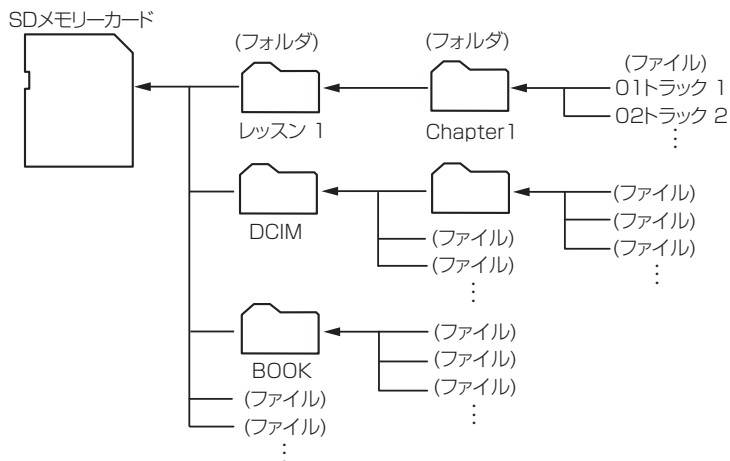 SDメモリーカード
(フォルダ)
(フォルダ)
(ファイル)
01トラック 1
02トラック 2
⋮
レッスン 1
Chapter1
DCIM
(ファイル)
(ファイル)
⋮
(ファイル)
(ファイル)
(ファイル)
⋮
BOOK
(ファイル)
(ファイル)
(ファイル)
⋮
(ファイル)
(ファイル)
⋮